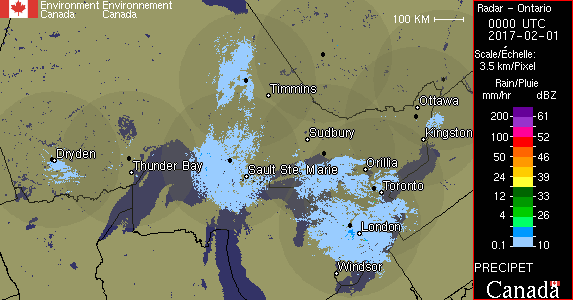 Environment Environnement
Canada Canada
100 KM
Timmins
Ottawa
Sudbury
Kingston
Dryden
Thunder Bay
Sault Ste. Marie
Orillia
Toronto
London
Windsor
Radar - Ontario
0000 UTC
2017-02-01
Scale/Échelle:
3.5 km/Pixel
Rain/Pluie
mm/hr dBZ
200 61
100 52
50 46
24 39
12 33
4 26
0.1 10
PRECIPET
Canada